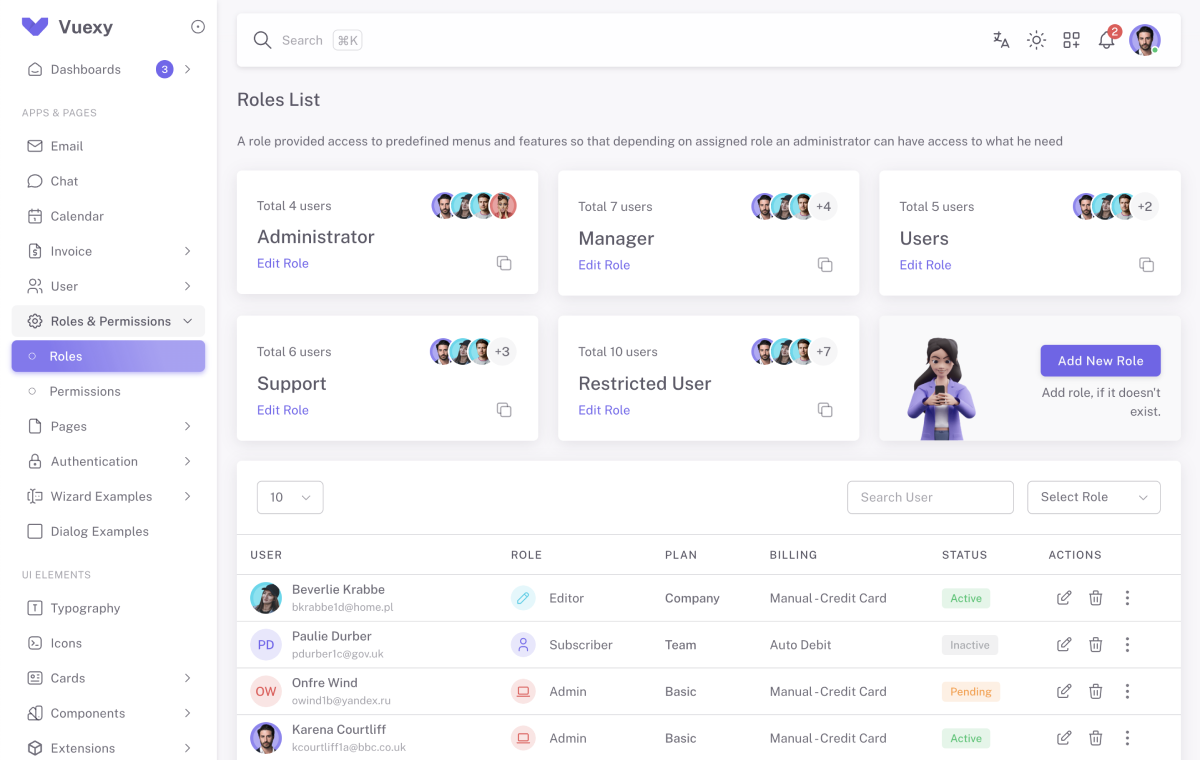 Vuexy
Search ⌘K
2
Dashboards 3
APPS & PAGES
Email
Chat
Calendar
Invoice
User
Roles & Permissions
Roles
Permissions
Pages
Authentication
Wizard Examples
Dialog Examples
UI ELEMENTS
Typography
Icons
Cards
Components
Extensions
Roles List
A role provided access to predefined menus and features so that depending on assigned role an administrator can have access to what he need
Total 4 users
Administrator
Edit Role
Total 7 users +4
Manager
Edit Role
Total 5 users +2
Users
Edit Role
Total 6 users +3
Support
Edit Role
Total 10 users +7
Restricted User
Edit Role
Add New Role
Add role, if it doesn't
exist.
10 Search User Select Role
USER ROLE PLAN BILLING STATUS ACTIONS
Beverlie Krabbe
bkrabbe1d@home.pl
Editor Company Manual - Credit Card Active
PD Paulie Durber
pdurber1c@gov.uk
Subscriber Team Auto Debit Inactive
OW Onfre Wind
owind1b@yandex.ru
Admin Basic Manual - Credit Card Pending
Karena Courtliff
kcourtliff1a@bbc.co.uk
Admin Basic Manual - Credit Card Active